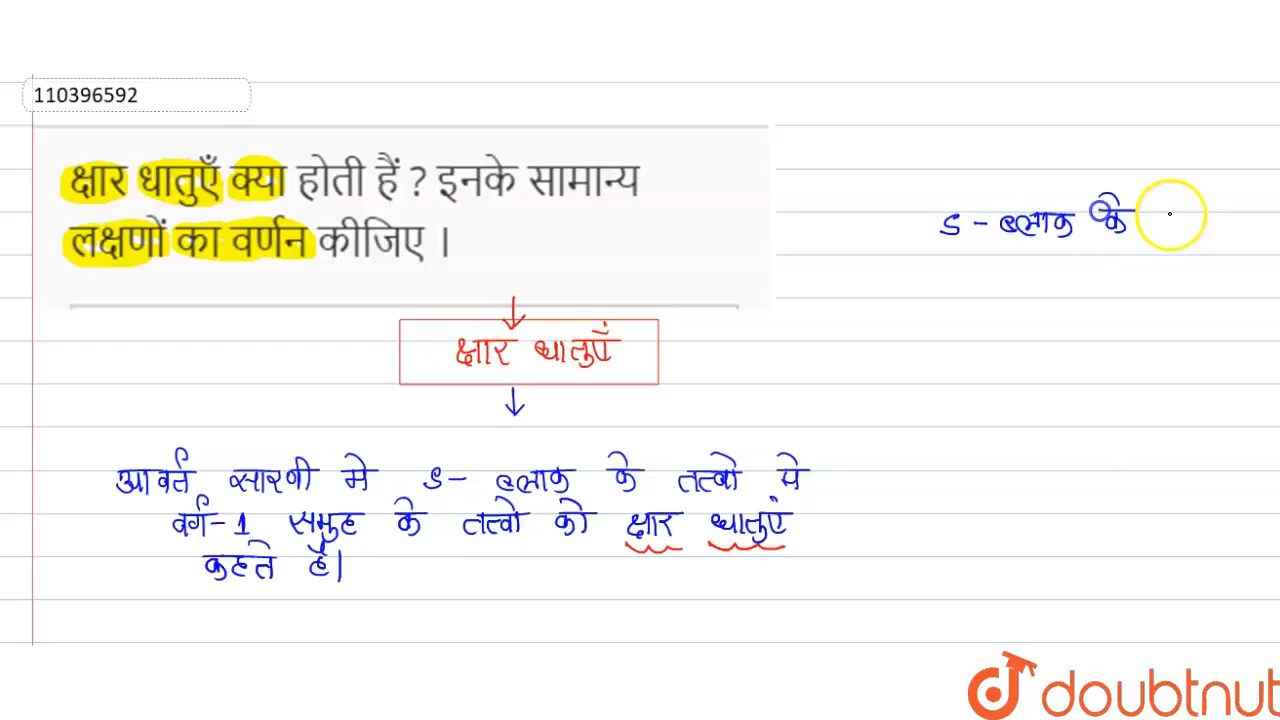 110396592
क्षार धातुएँ क्या होती हैं ? इनके सामान्य
लक्षणों का वर्णन कीजिए ।
s - ब्लाक के
क्षार धातुएँ
आवर्त सारणी मे s - ब्लाक के तत्वो मे
वर्ग - 1 समुह के तत्वो को क्षार धातुएं
कहते हैं।
doubtnut